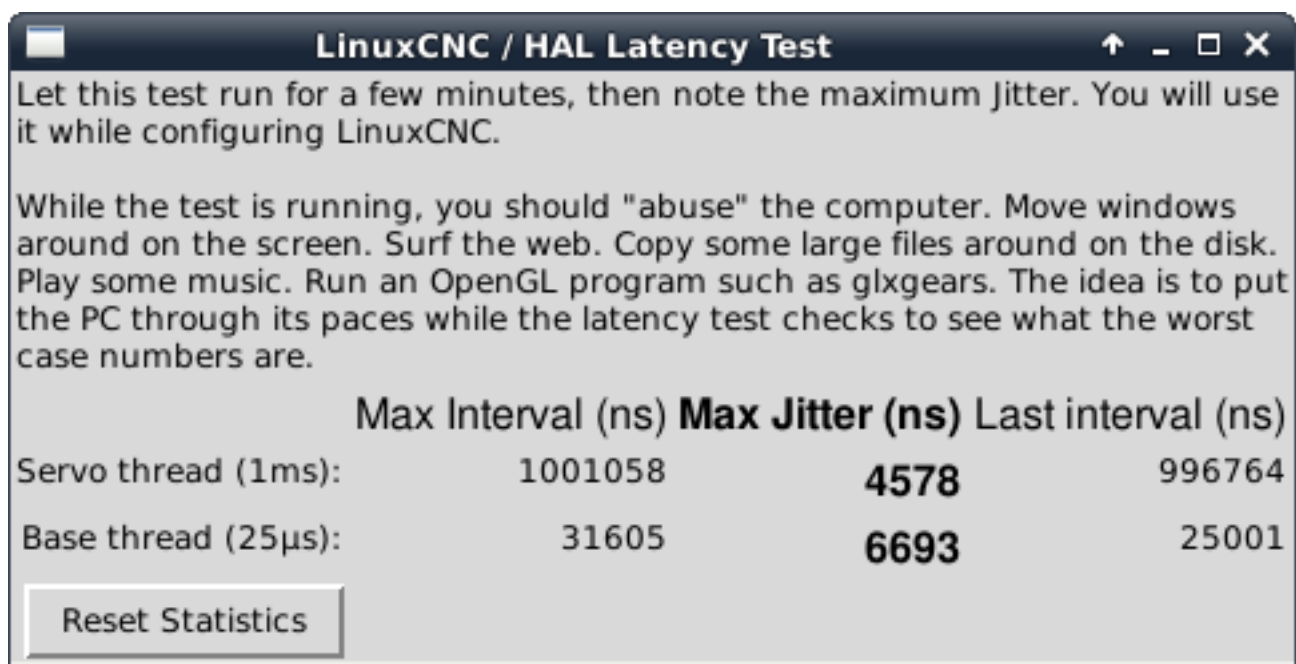 LinuxCNC / HAL Latency Test
Let this test run for a few minutes, then note the maximum Jitter. You will use
it while configuring LinuxCNC.
While the test is running, you should "abuse" the computer. Move windows
around on the screen. Surf the web. Copy some large files around on the disk.
Play some music. Run an OpenGL program such as glxgears. The idea is to put
the PC through its paces while the latency test checks to see what the worst
case numbers are.
Max Interval (ns) Max Jitter (ns) Last interval (ns)
Servo thread (1ms): 1001058 4578 996764
Base thread (25µs): 31605 6693 25001
Reset Statistics